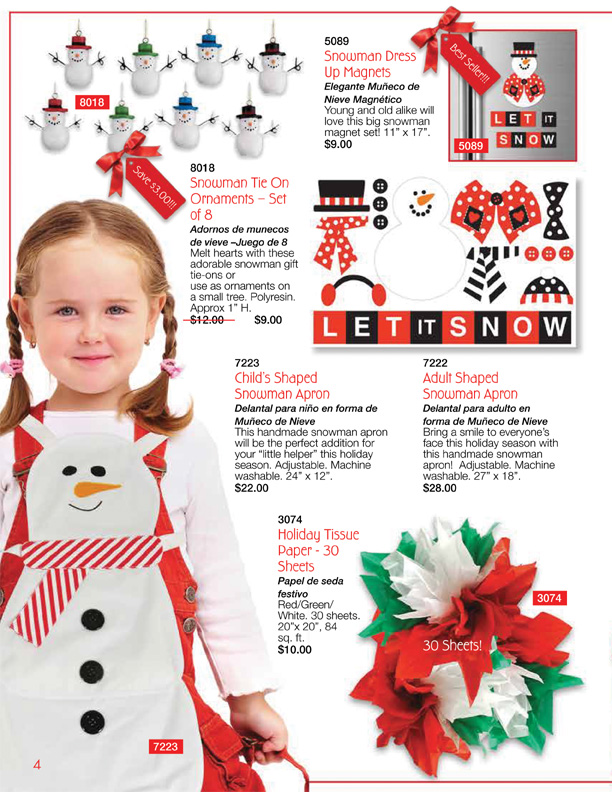 8018
Save $3.00!!!
8018
Snowman Tie On
Ornaments – Set
of 8
Adornos de munecos
de vieve –Juego de 8
Melt hearts with these
adorable snowman gift
tie-ons or
use as ornaments on
a small tree. Polyresin.
Approx 1” H.
$12.00 $9.00
5089
Snowman Dress
Up Magnets
Elegante Muñeco de
Nieve Magnético
Young and old alike will
love this big snowman
magnet set! 11” x 17”.
$9.00
Best Seller!!!
LET IT
SNOW
5089
LET IT SNOW
7223
Child’s Shaped
Snowman Apron
Delantal para niño en forma de
Muñeco de Nieve
This handmade snowman apron
will be the perfect addition for
your “little helper” this holiday
season. Adjustable. Machine
washable. 24” x 12”.
$22.00
7222
Adult Shaped
Snowman Apron
Delantal para adulto en
forma de Muñeco de Nieve
Bring a smile to everyone’s
face this holiday season with
this handmade snowman
apron! Adjustable. Machine
washable. 27” x 18”.
$28.00
3074
Holiday Tissue
Paper - 30
Sheets
Papel de seda
festivo
Red/Green/
White. 30 sheets.
20”x 20”, 84
sq. ft.
$10.00
3074
30 Sheets!
7223
4